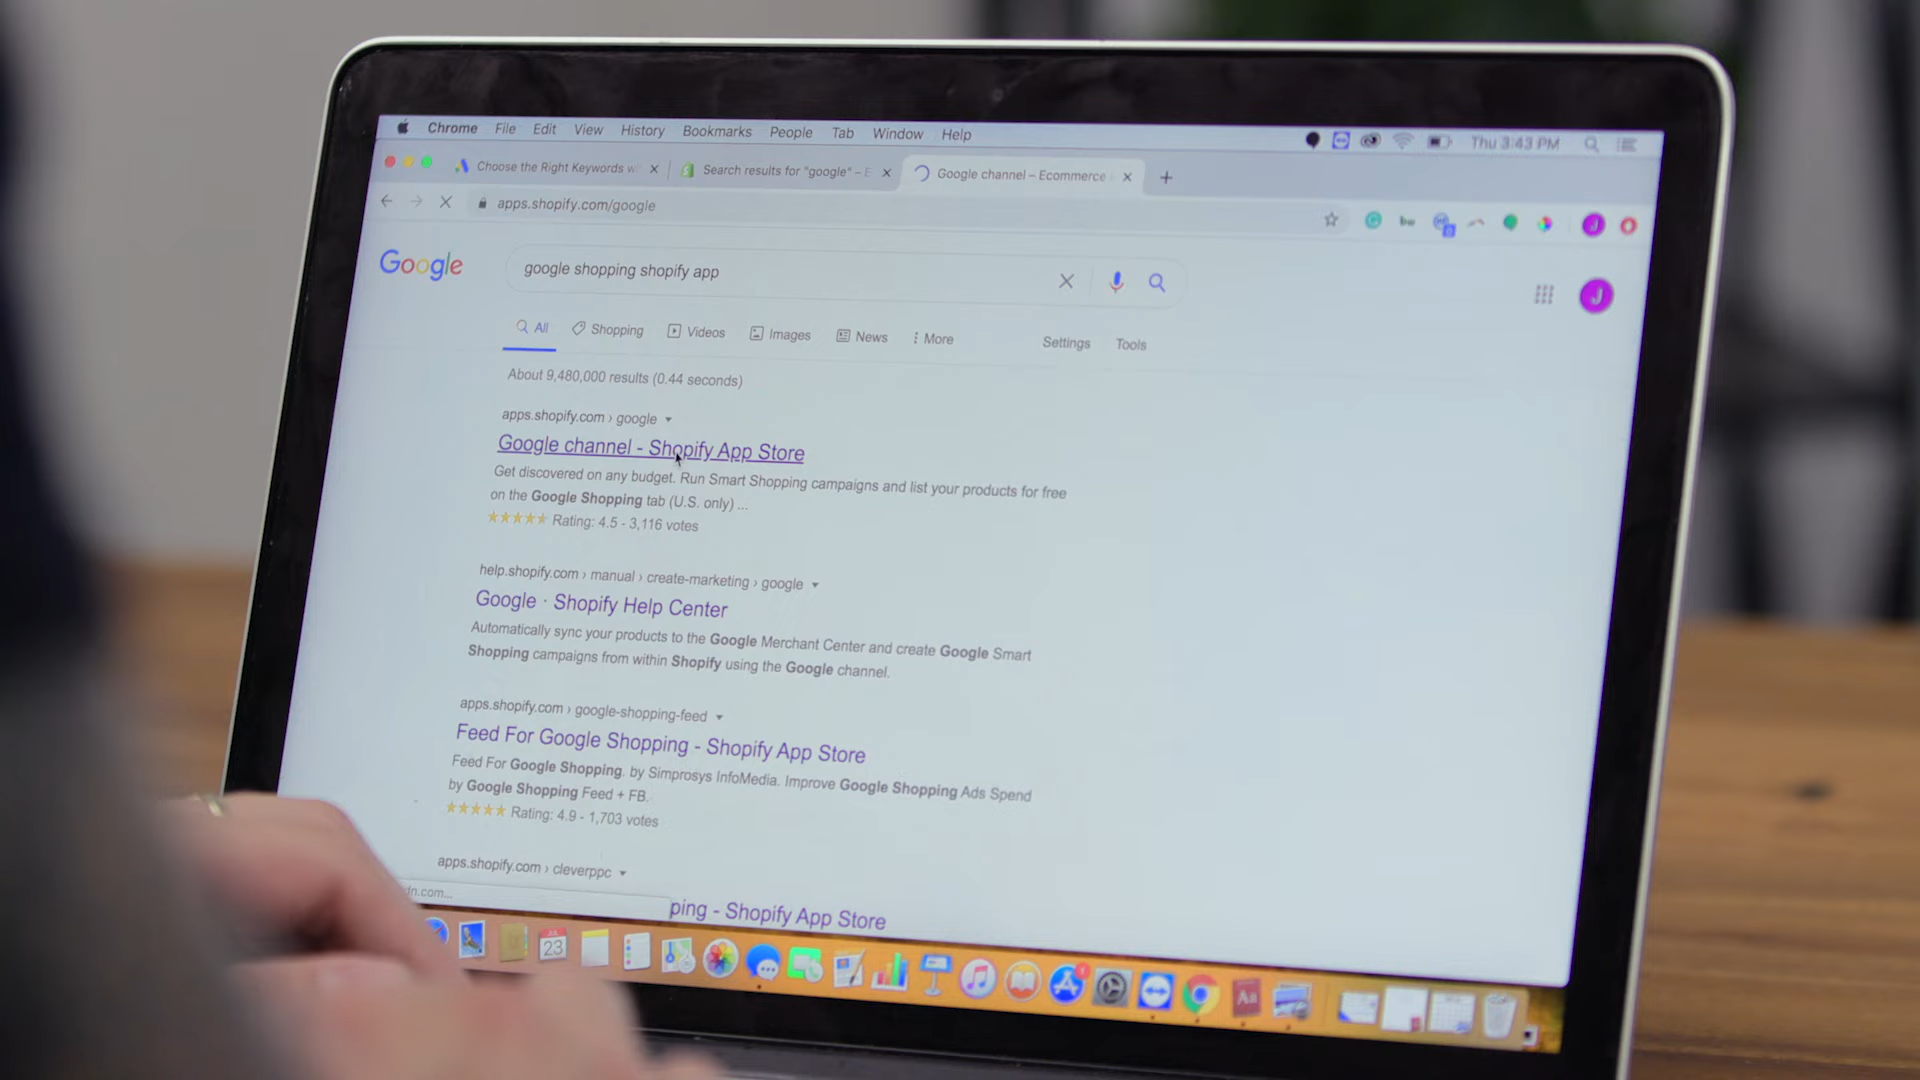 Chrome File Edit View History Bookmarks People Tab Window Help Thu 3:43 PM
Choose the Right Keywords w Search results for "google" – E Google channel – Ecommerce
apps.shopify.com/google
Google google shopping shopify app J
All Shopping Videos Images News More Settings Tools
About 9,480,000 results (0.44 seconds)
apps.shopify.com › google
Google channel - Shopify App Store
Get discovered on any budget. Run Smart Shopping campaigns and list your products for free
on the Google Shopping tab (U.S. only) ...
Rating: 4.5 - 3,116 votes
help.shopify.com › manual › create-marketing › google
Google · Shopify Help Center
Automatically sync your products to the Google Merchant Center and create Google Smart
Shopping campaigns from within Shopify using the Google channel.
apps.shopify.com › google-shopping-feed
Feed For Google Shopping - Shopify App Store
Feed For Google Shopping. by Simprosys InfoMedia. Improve Google Shopping Ads Spend
by Google Shopping Feed + FB.
Rating: 4.9 - 1,703 votes
apps.shopify.com › cleverppc
dn.com...
ping - Shopify App Store
JUL
23
Aa